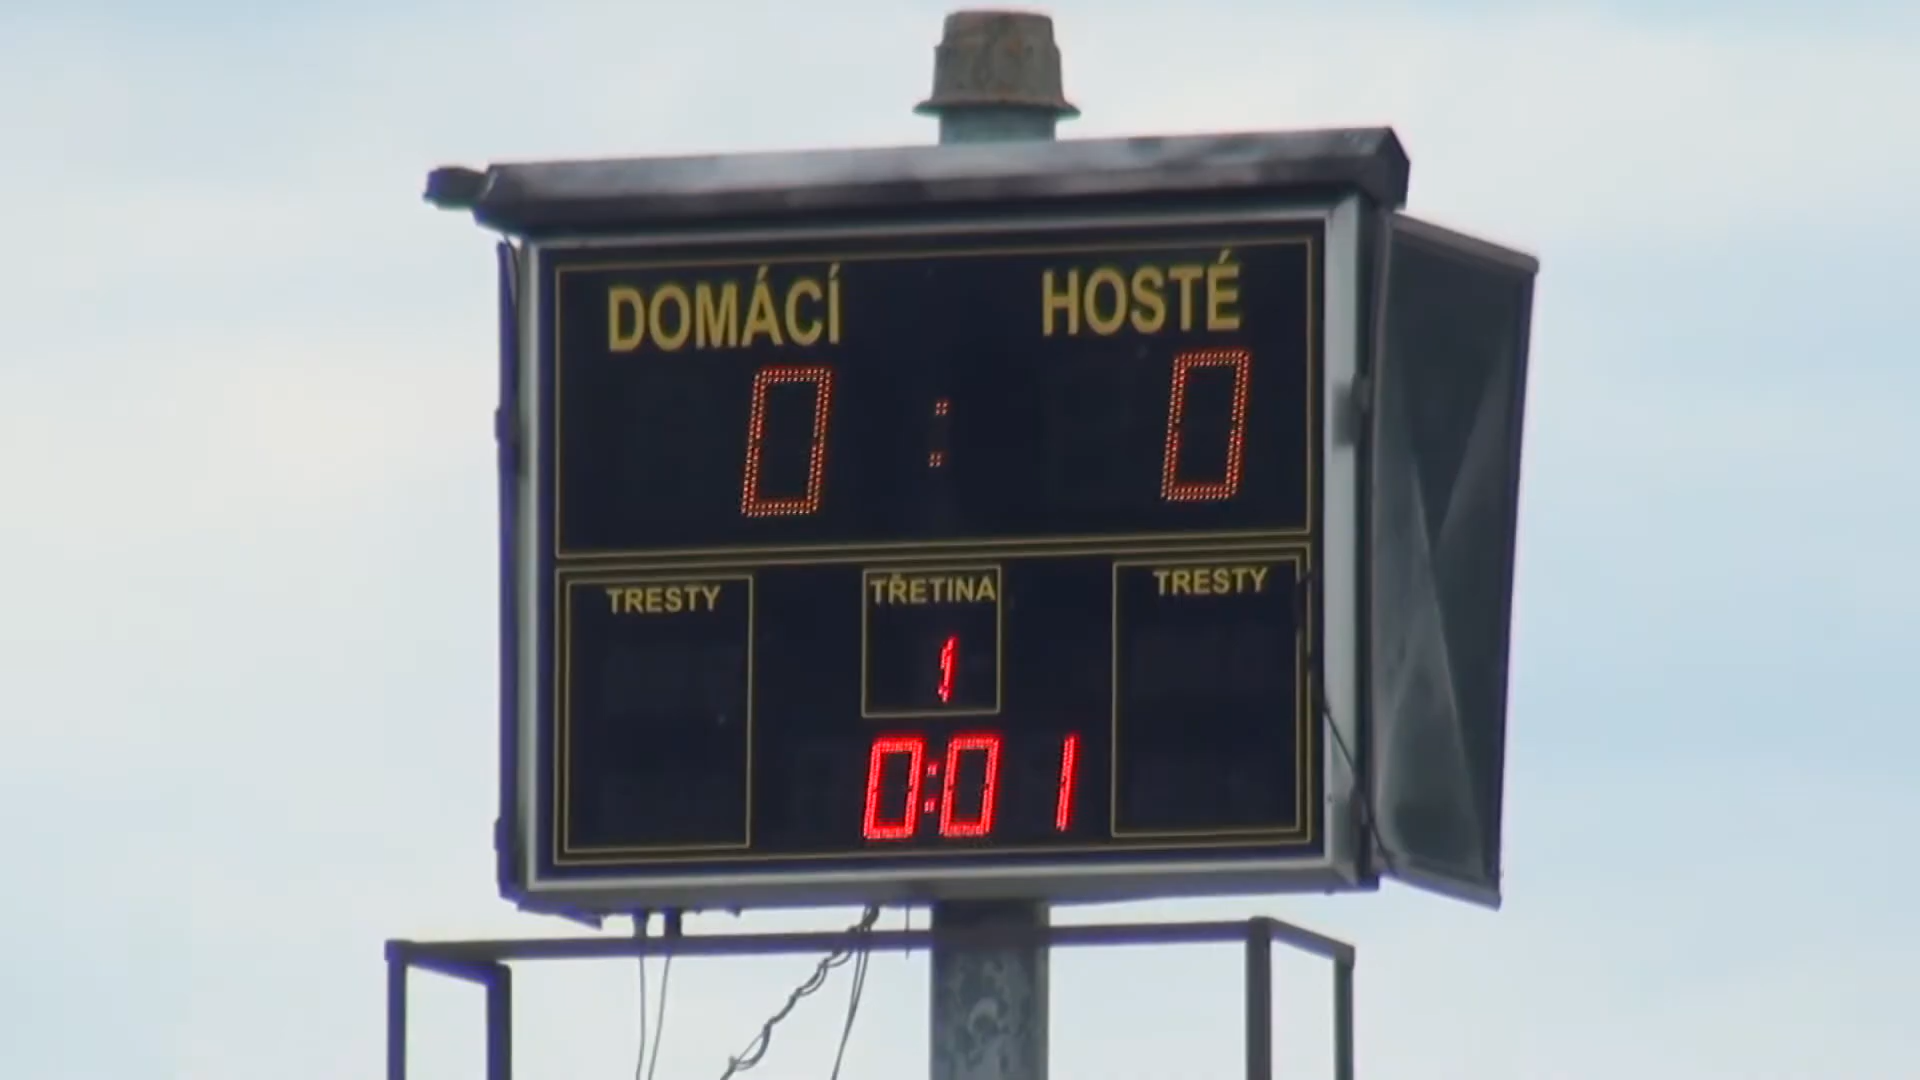 DOMÁCÍ HOSTÉ
0 : 0
TRESTY TŘETINA TRESTY
1
0:01